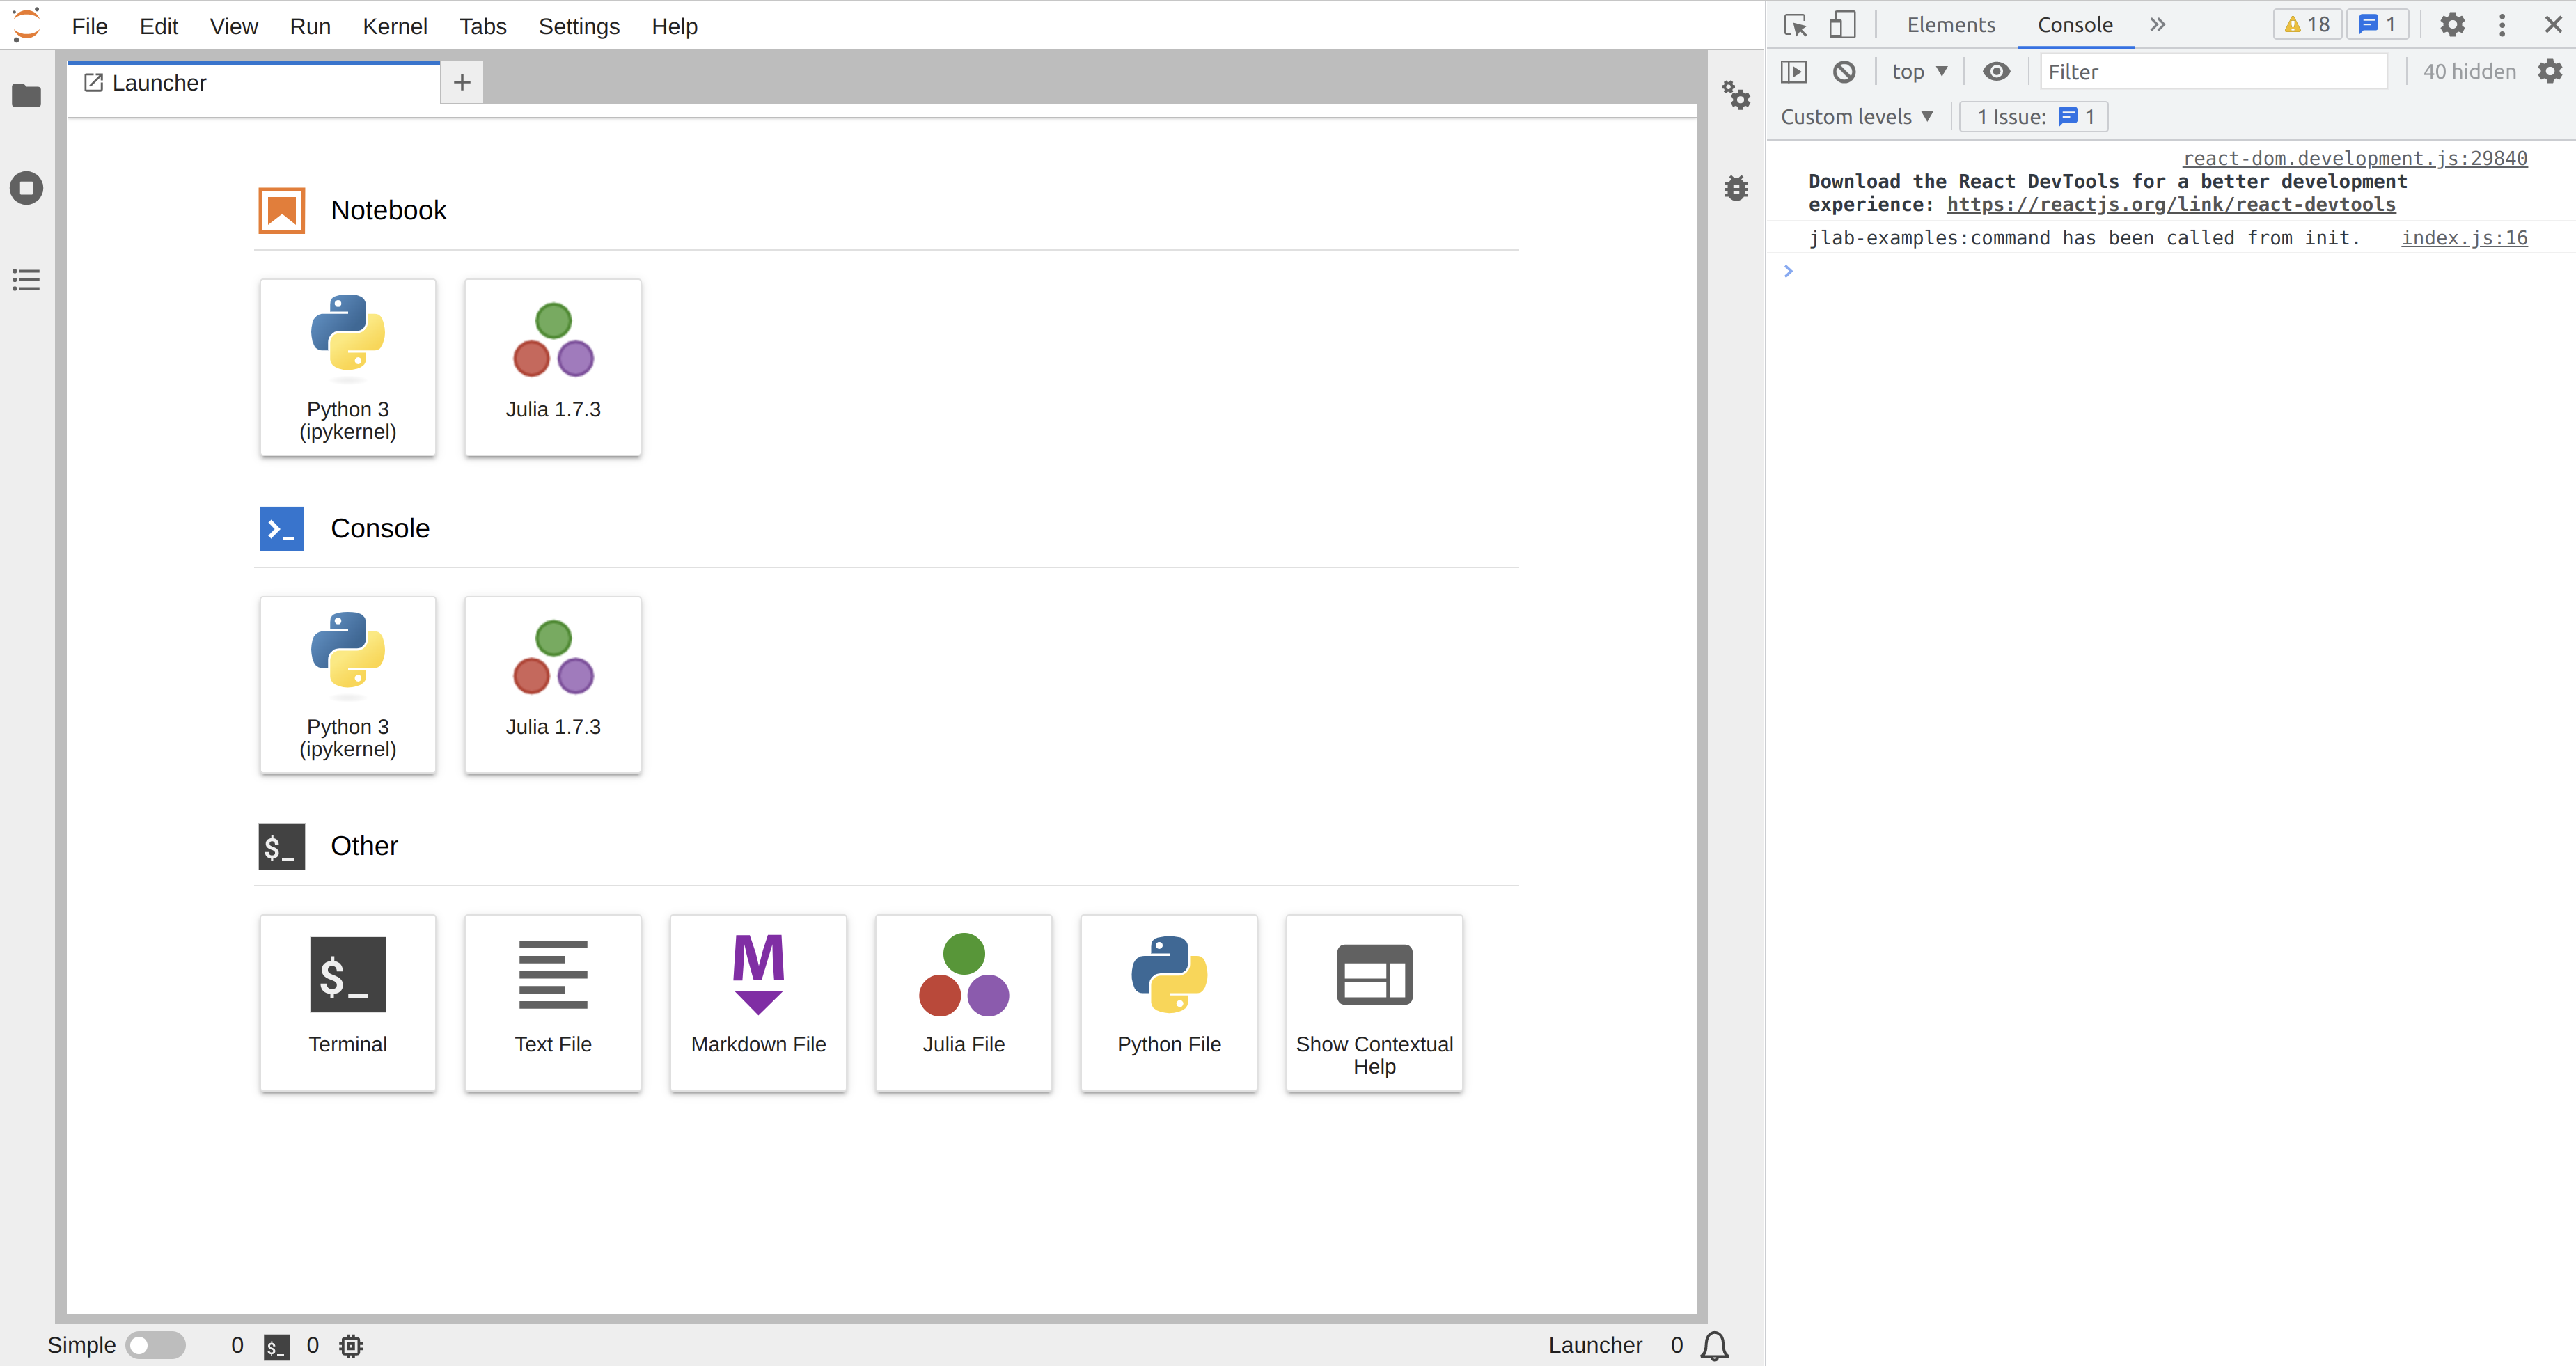 File Edit View Run Kernel Tabs Settings Help
Launcher
Notebook
Python 3
(ipykernel)
Julia 1.7.3
Console
Python 3
(ipykernel)
Julia 1.7.3
Other
$_
Terminal
Text File
M
Markdown File
Julia File
Python File
Show Contextual
Help
Simple 0 $_ 0
Launcher 0
Elements Console 18 1
top Filter 40 hidden
Custom levels 1 Issue: 1
react-dom.development.js:29840
Download the React DevTools for a better development
experience: https://reactjs.org/link/react-devtools
jlab-examples:command has been called from init. index.js:16